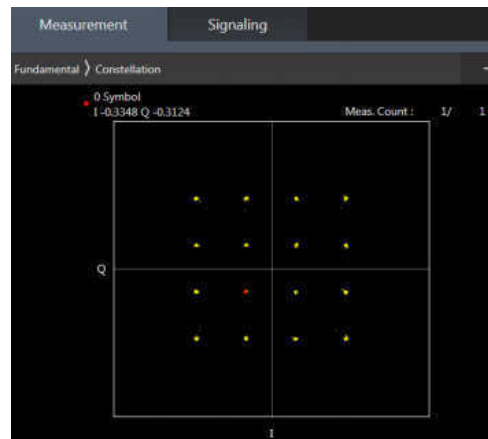 Measurement Signaling
Fundamental ❭ Constellation
0 Symbol
I -0.3348 Q -0.3124 Meas. Count : 1/ 1
Q
I